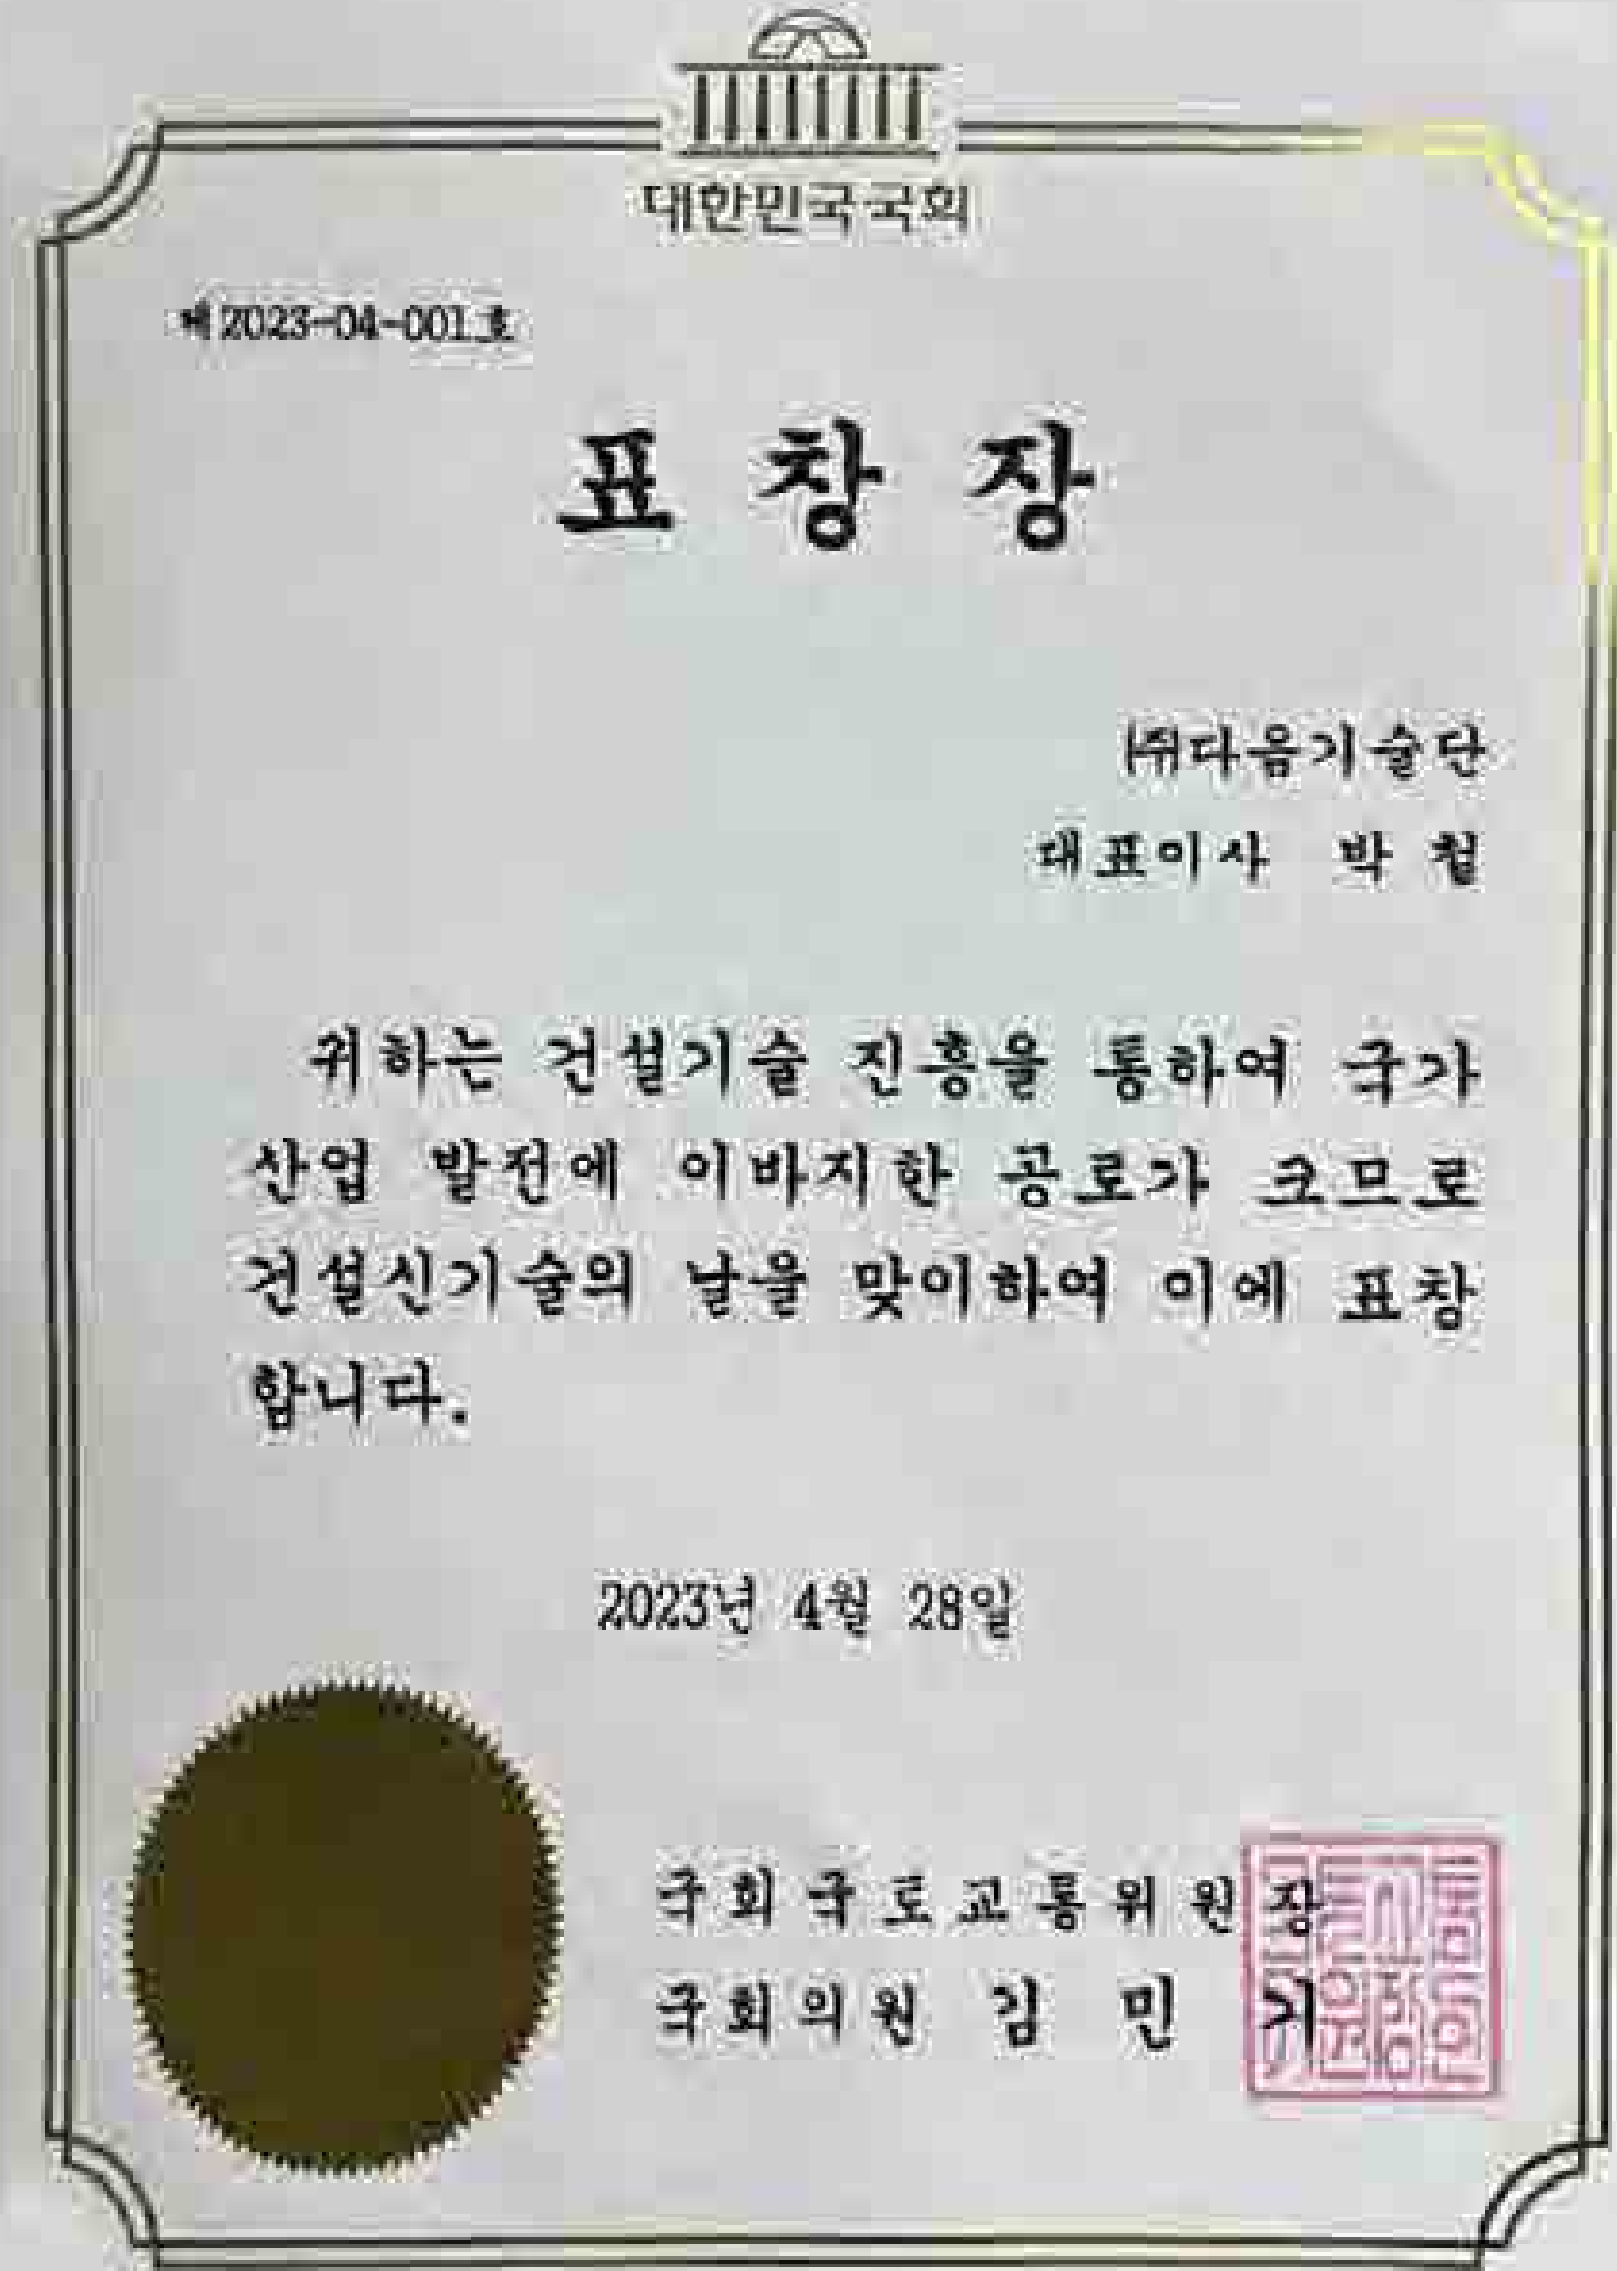 대한민국국회
제2023-04-001호
표 창 장
㈜다음기술단
대표이사 박 철
귀하는 건설기술 진흥을 통하여 국가
산업 발전에 이바지한 공로가 크므로
건설신기술의 날을 맞이하여 이에 표창
합니다.
2023년 4월 28일
국회국토교통위원장
국회의원 김 민 기